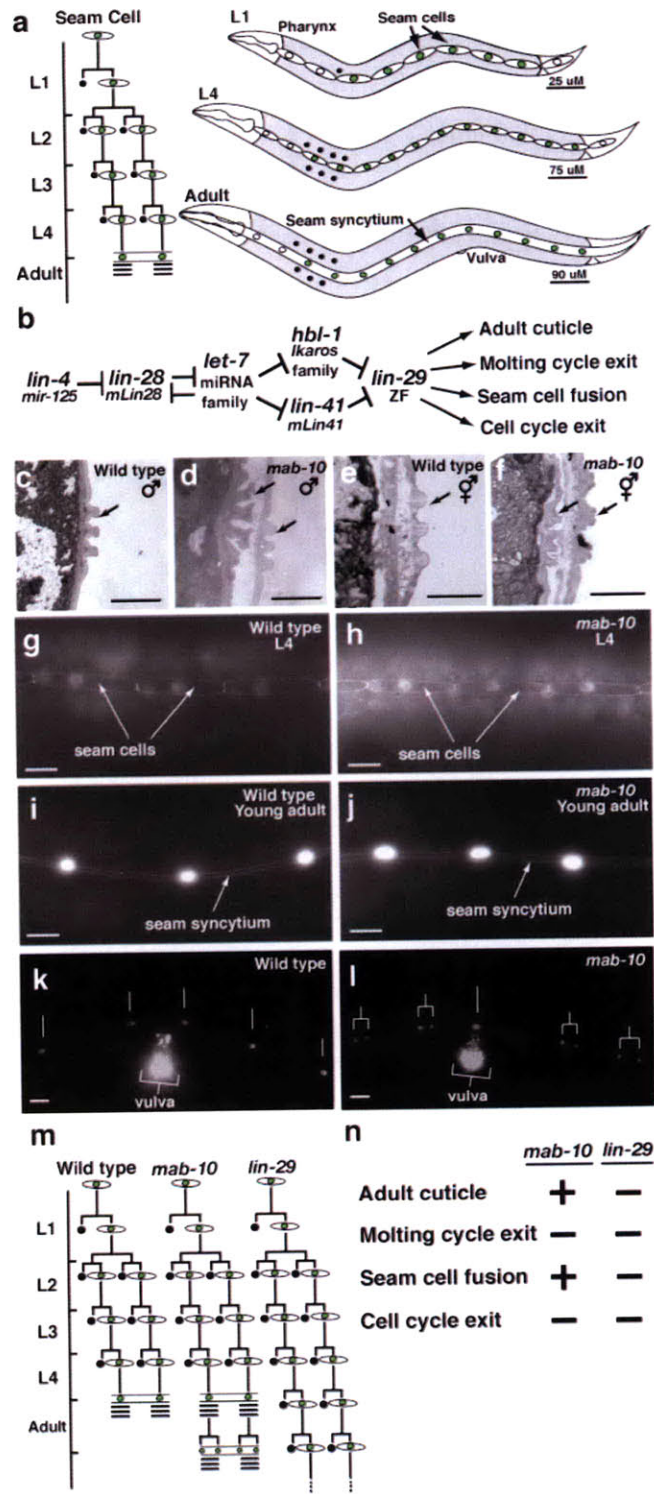 a
Seam Cell
L1
L2
L3
L4
Adult
L1
Pharynx
Seam cells
25 uM
L4
75 uM
Adult
Seam syncytium
Vulva
90 uM
b
lin-4
mir-125
lin-28
mLin28
let-7
miRNA
family
hbl-1
Ikaros
family
lin-41
mLin41
lin-29
ZF
Adult cuticle
Molting cycle exit
Seam cell fusion
Cell cycle exit
c
Wild type
♂
d
mab-10
♂
e
Wild type
⚥
f
mab-10
⚥
g
Wild type
L4
seam cells
h
mab-10
L4
seam cells
i
Wild type
Young adult
seam syncytium
j
mab-10
Young adult
seam syncytium
k
Wild type
vulva
l
mab-10
vulva
m
Wild type mab-10 lin-29
L1
L2
L3
L4
Adult
n
mab-10 lin-29
Adult cuticle + −
Molting cycle exit − −
Seam cell fusion + −
Cell cycle exit − −